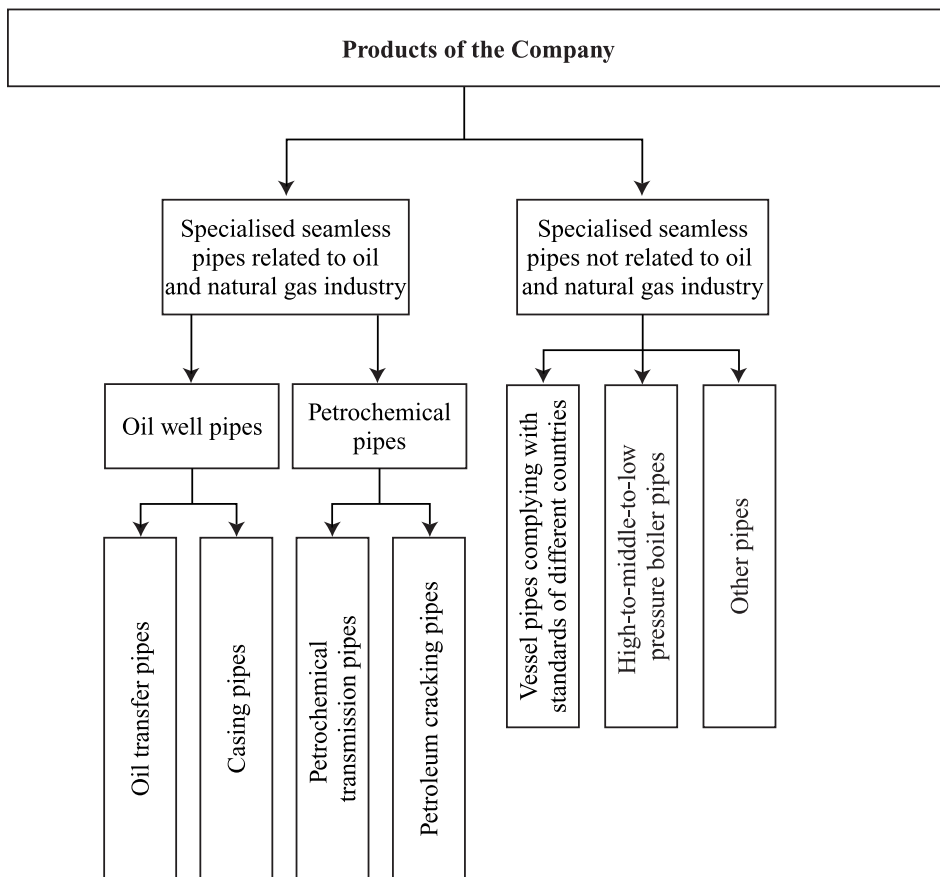 Products of the Company
Specialised seamless
pipes related to oil
and natural gas industry
Specialised seamless
pipes not related to oil
and natural gas industry
Oil well pipes
Petrochemical
pipes
Vessel pipes complying with
standards of different countries
High-to-middle-to-low
pressure boiler pipes
Other pipes
Oil transfer pipes
Casing pipes
Petrochemical
transmission pipes
Petroleum cracking pipes